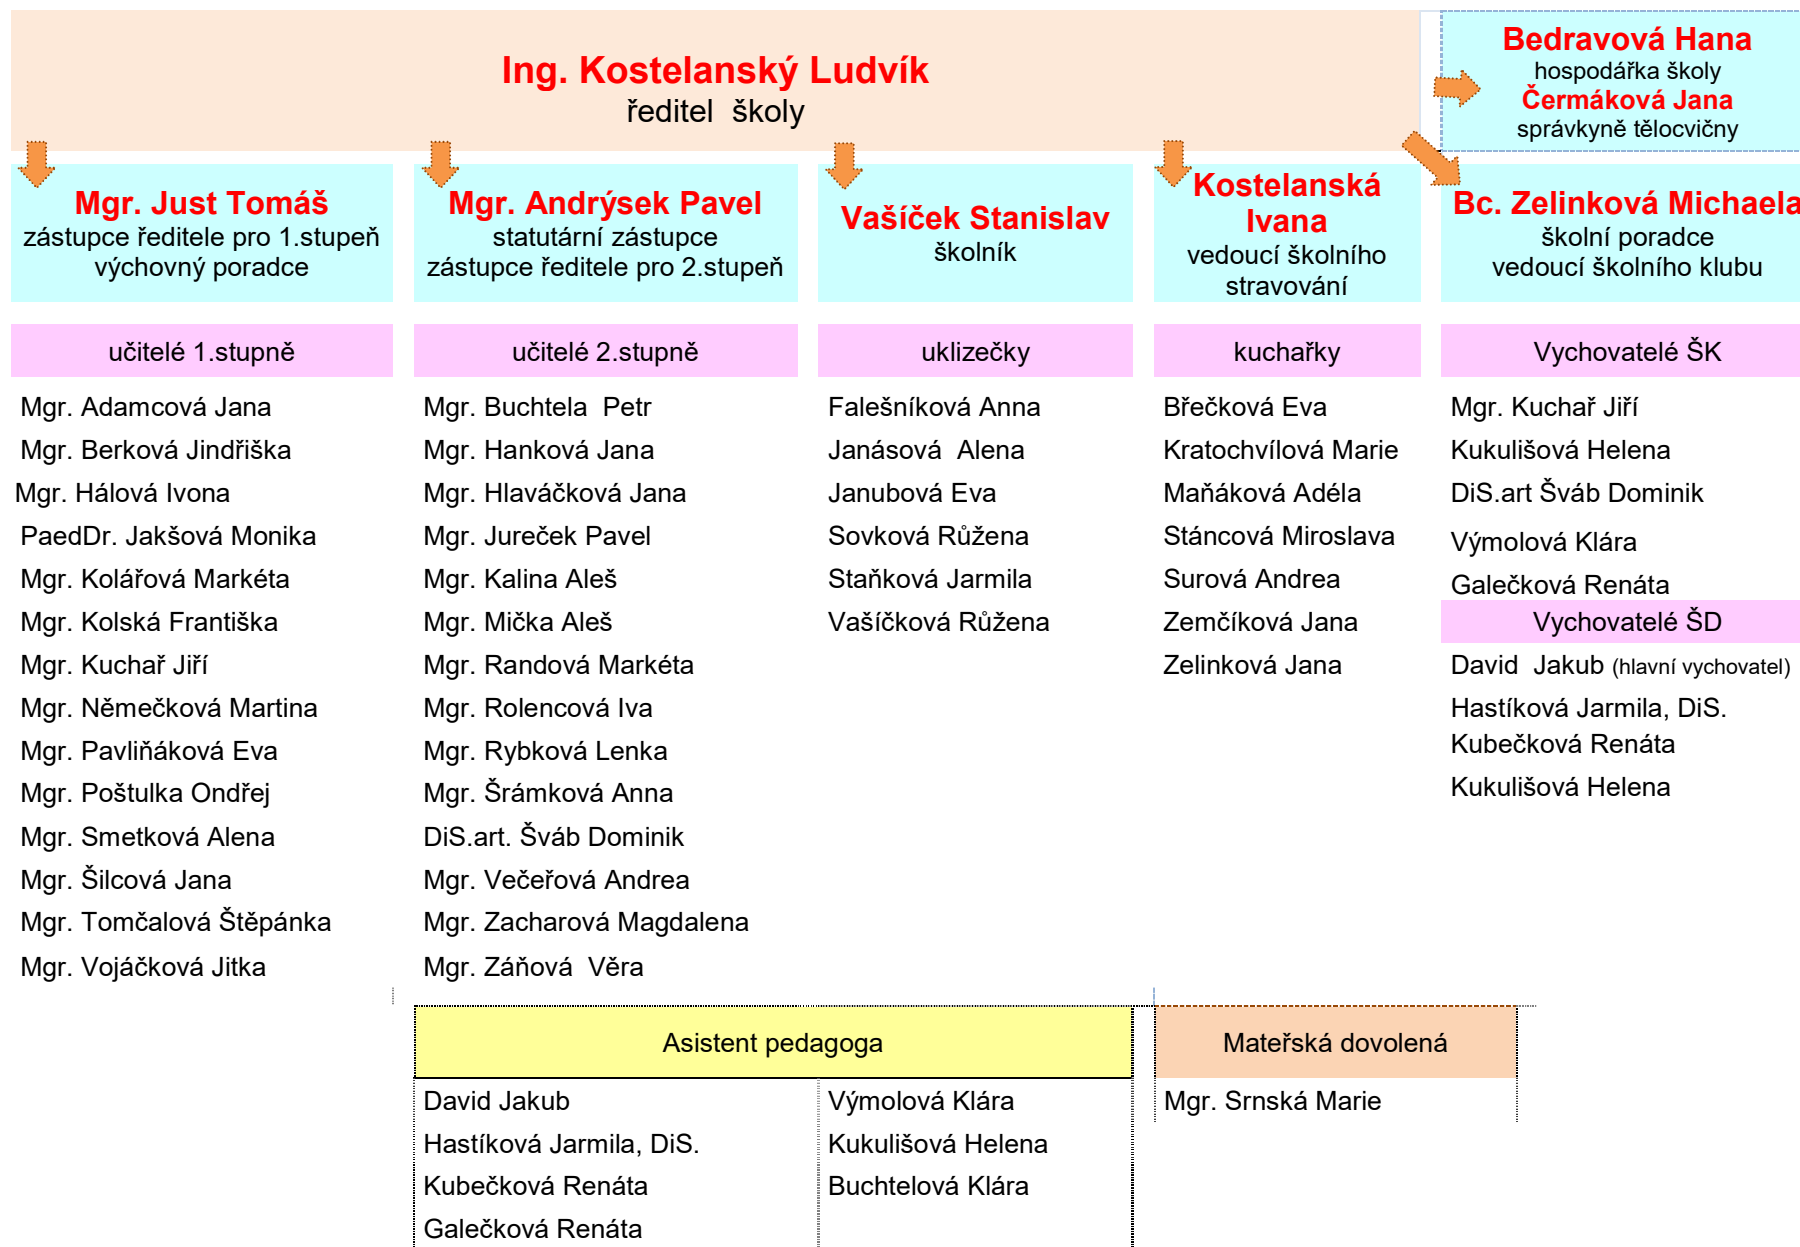 Ing. Kostelanský Ludvík
ředitel školy
Bedravová Hana
hospodářka školy
Čermáková Jana
správkyně tělocvičny
Mgr. Just Tomáš
zástupce ředitele pro 1.stupeň
výchovný poradce
Mgr. Andrýsek Pavel
statutární zástupce
zástupce ředitele pro 2.stupeň
Vašíček Stanislav
školník
Kostelanská
Ivana
vedoucí školního
stravování
Bc. Zelinková Michaela
školní poradce
vedoucí školního klubu
učitelé 1.stupně
Mgr. Adamcová Jana
Mgr. Berková Jindřiška
Mgr. Hálová Ivona
PaedDr. Jakšová Monika
Mgr. Kolářová Markéta
Mgr. Kolská Františka
Mgr. Kuchař Jiří
Mgr. Němečková Martina
Mgr. Pavliňáková Eva
Mgr. Poštulka Ondřej
Mgr. Smetková Alena
Mgr. Šilcová Jana
Mgr. Tomčalová Štěpánka
Mgr. Vojáčková Jitka
učitelé 2.stupně
Mgr. Buchtela Petr
Mgr. Hanková Jana
Mgr. Hlaváčková Jana
Mgr. Jureček Pavel
Mgr. Kalina Aleš
Mgr. Mička Aleš
Mgr. Randová Markéta
Mgr. Rolencová Iva
Mgr. Rybková Lenka
Mgr. Šrámková Anna
DiS.art. Šváb Dominik
Mgr. Večeřová Andrea
Mgr. Zacharová Magdalena
Mgr. Záňová Věra
uklizečky
Falešníková Anna
Janásová Alena
Janubová Eva
Sovková Růžena
Staňková Jarmila
Vašíčková Růžena
kuchařky
Břečková Eva
Kratochvílová Marie
Maňáková Adéla
Stáncová Miroslava
Surová Andrea
Zemčíková Jana
Zelinková Jana
Vychovatelé ŠK
Mgr. Kuchař Jiří
Kukulišová Helena
DiS.art Šváb Dominik
Výmolová Klára
Galečková Renáta
Vychovatelé ŠD
David Jakub (hlavní vychovatel)
Hastíková Jarmila, DiS.
Kubečková Renáta
Kukulišová Helena
Asistent pedagoga
David Jakub
Hastíková Jarmila, DiS.
Kubečková Renáta
Galečková Renáta
Výmolová Klára
Kukulišová Helena
Buchtelová Klára
Mateřská dovolená
Mgr. Srnská Marie